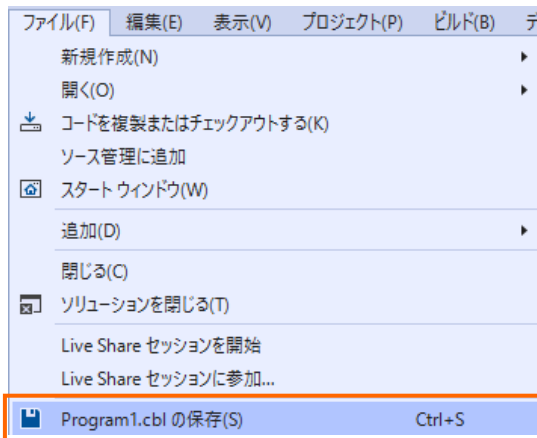 ファイル(F) 編集(E) 表示(V) プロジェクト(P) ビルド(B)
新規作成(N)
開く(O)
コードを複製またはチェックアウトする(K)
ソース管理に追加
スタート ウィンドウ(W)
追加(D)
閉じる(C)
ソリューションを閉じる(T)
Live Share セッションを開始
Live Share セッションに参加...
Program1.cbl の保存(S) Ctrl+S